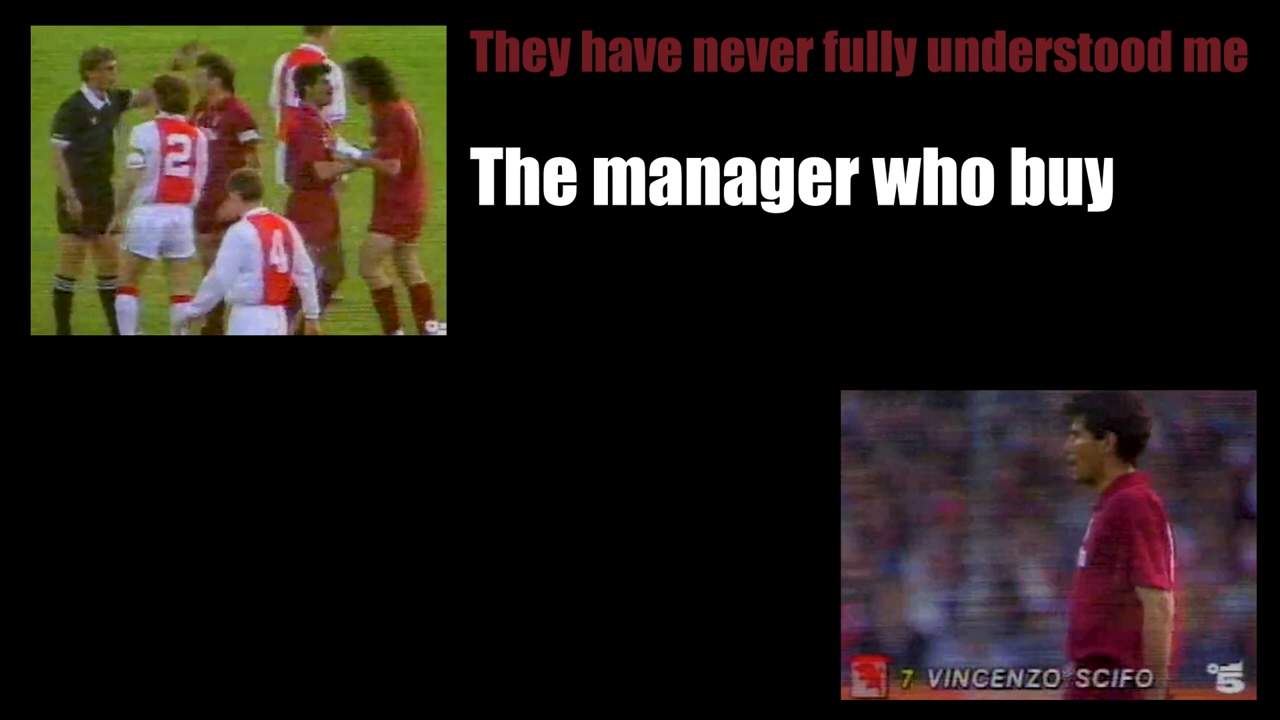 They have never fully understood me
The manager who buy
2
4
7 VINCENZO SCIFO
5